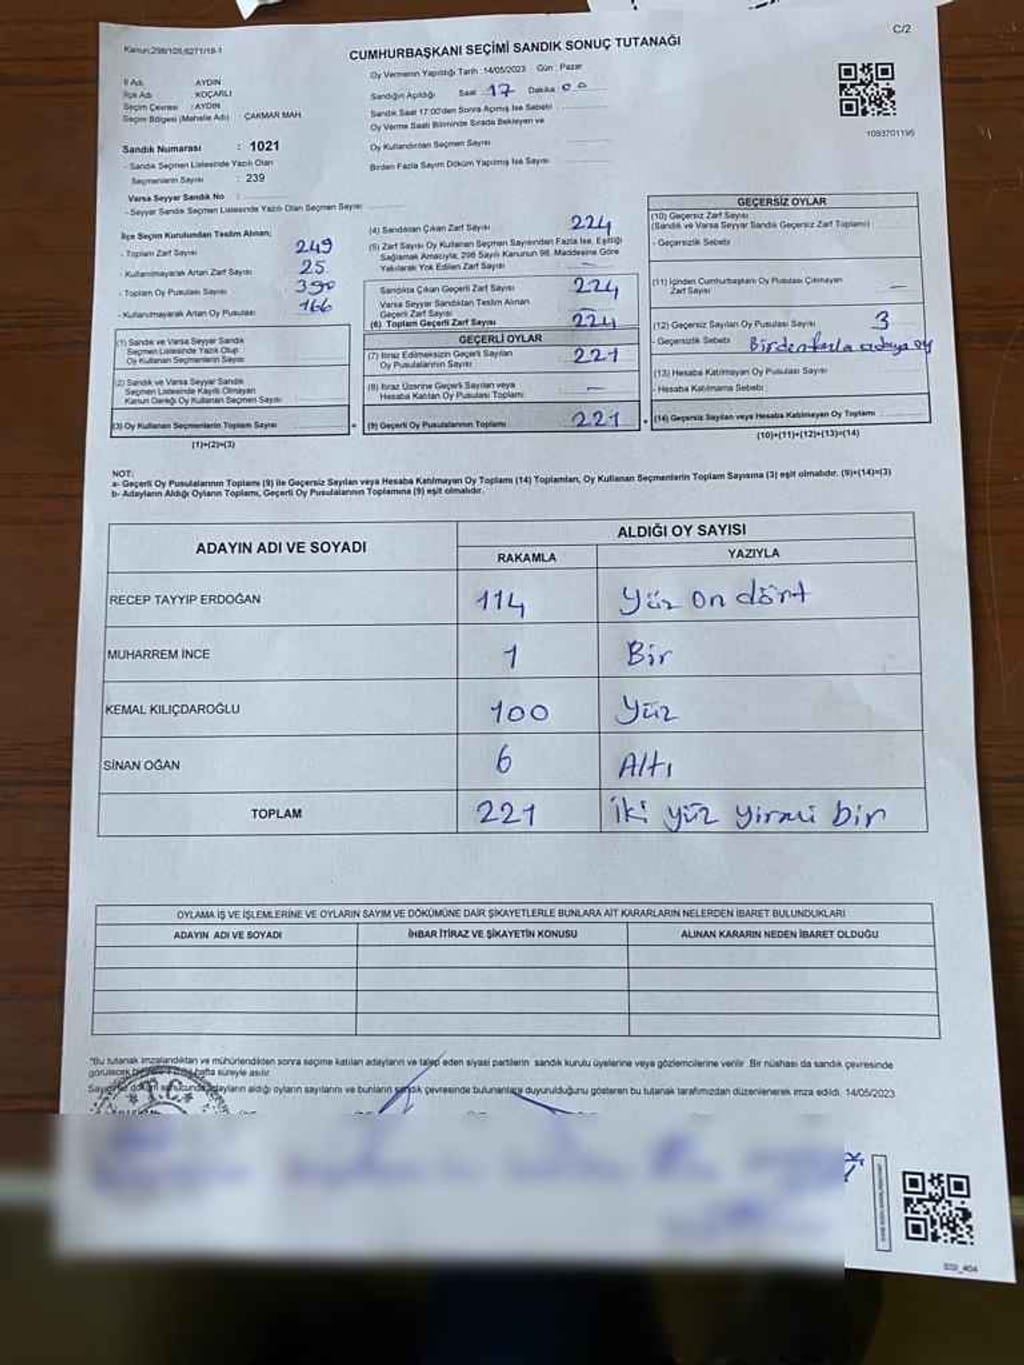 Kanun:298/105,6271/18-1
C/2
CUMHURBAŞKANI SEÇİMİ SANDIK SONUÇ TUTANAĞI
İl Adı AYDIN
İlçe Adı KOÇARLI
Seçim Çevresi : AYDIN
Seçim Bölgesi (Mahalle Adı) : ÇAKMAR MAH.
Sandık Numarası : 1021
- Sandık Seçmen Listesinde Yazılı Olan
Seçmenlerin Sayısı : 239
Varsa Seyyar Sandık No :
- Seyyar Sandık Seçmen Listesinde Yazılı Olan Seçmen Sayısı
Oy Vermenin Yapıldığı Tarih : 14/05/2023 Gün : Pazar
Sandığın Açıldığı Saat 17 Dakika 00
Sandık Saat 17:00'den Sonra Açılmış İse Sebebi
Oy Verme Saati Bitiminde Sırada Bekleyen ve
Oy Kullandırılan Seçmen Sayısı
Birden Fazla Sayım Döküm Yapılmış İse Sayısı
1093701195
İlçe Seçim Kurulundan Teslim Alınan;
- Toplam Zarf Sayısı 249
- Kullanılmayarak Artan Zarf Sayısı 25
- Toplam Oy Pusulası Sayısı 390
- Kullanılmayarak Artan Oy Pusulası 166
(1) Sandık ve Varsa Seyyar Sandık
Seçmen Listesinde Yazılı Olup
Oy Kullanan Seçmenlerin Sayısı
(2) Sandık ve Varsa Seyyar Sandık
Seçmen Listesinde Kayıtlı Olmayan
Kanun Gereği Oy Kullanan Seçmen Sayısı
(3) Oy Kullanan Seçmenlerin Toplam Sayısı
(1)+(2)=(3)
(4) Sandıktan Çıkan Zarf Sayısı 224
(5) Zarf Sayısı Oy Kullanan Seçmen Sayısından Fazla İse, Eşitliği
Sağlamak Amacıyla; 298 Sayılı Kanunun 98. Maddesine Göre
Yakılarak Yok Edilen Zarf Sayısı —
Sandıkta Çıkan Geçerli Zarf Sayısı 224
Varsa Seyyar Sandıktan Teslim Alınan
Geçerli Zarf Sayısı —
(6) Toplam Geçerli Zarf Sayısı 224
GEÇERLİ OYLAR
(7) İtiraz Edilmeksizin Geçerli Sayılan
Oy Pusulalarının Sayısı 221
(8) İtiraz Üzerine Geçerli Sayılan veya
Hesaba Katılan Oy Pusulası Toplamı —
(9) Geçerli Oy Pusulalarının Toplamı 221
GEÇERSİZ OYLAR
(10) Geçersiz Zarf Sayısı
(Sandık ve Varsa Seyyar Sandık Geçersiz Zarf Toplamı)
- Geçersizlik Sebebi
(11) İçinden Cumhurbaşkanı Oy Pusulası Çıkmayan
Zarf Sayısı —
(12) Geçersiz Sayılan Oy Pusulası Sayısı 3
- Geçersizlik Sebebi Birden fazla adaya oy
(13) Hesaba Katılmayan Oy Pusulası Sayısı
- Hesaba Katılmama Sebebi
(14) Geçersiz Sayılan veya Hesaba Katılmayan Oy Toplamı
(10)+(11)+(12)+(13)=(14)
NOT:
a- Geçerli Oy Pusulalarının Toplamı (9) ile Geçersiz Sayılan veya Hesaba Katılmayan Oy Toplamı (14) Toplamları, Oy Kullanan Seçmenlerin Toplam Sayısına (3) eşit olmalıdır. (9)+(14)=(3)
b- Adayların Aldığı Oyların Toplamı, Geçerli Oy Pusulalarının Toplamına (9) eşit olmalıdır.
ADAYIN ADI VE SOYADI
ALDIĞI OY SAYISI
RAKAMLA YAZIYLA
RECEP TAYYIP ERDOĞAN 114 Yüz on dört
MUHARREM İNCE 1 Bir
KEMAL KILIÇDAROĞLU 100 Yüz
SİNAN OĞAN 6 Altı
TOPLAM 221 iki yüz yirmi bir
OYLAMA İŞ VE İŞLEMLERİNE VE OYLARIN SAYIM VE DÖKÜMÜNE DAİR ŞİKAYETLERLE BUNLARA AİT KARARLARIN NELERDEN İBARET BULUNDUKLARI
ADAYIN ADI VE SOYADI İHBAR İTİRAZ VE ŞİKAYETİN KONUSU ALINAN KARARIN NEDEN İBARET OLDUĞU
*Bu tutanak imzalandıktan ve mühürlendikten sonra seçime katılan adayların ve talep eden siyasi partilerin sandık kurulu üyelerine veya gözlemcilerine verilir. Bir nüshası da sandık çevresinde
görülecek bir yere hafta süreyle asılır.
Sayım ve döküm sonucunda adayların aldığı oyların sayılarını ve bunların sandık çevresinde bulunanlara duyurulduğunu gösteren bu tutanak tarafımızdan düzenlenerek imza edildi. 14/05/2023
T.C.